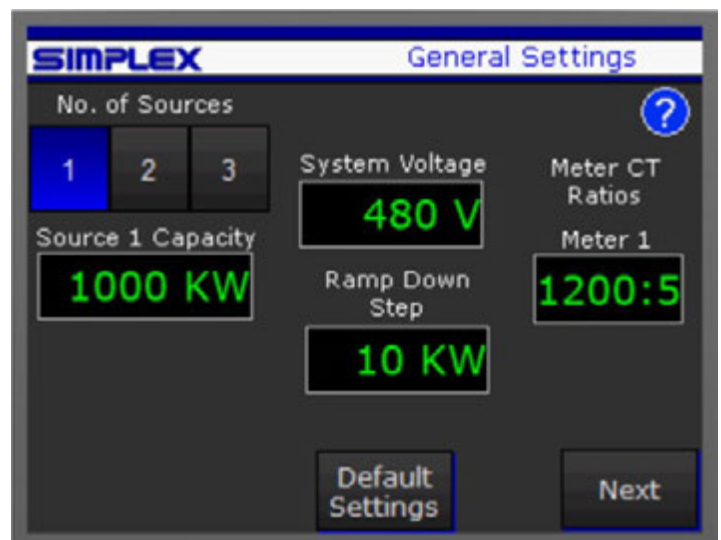 SIMPLEX
General Settings
No. of Sources
?
1
2
3
System Voltage
480 V
Meter CT
Ratios
Source 1 Capacity
1000 KW
Meter 1
1200:5
Ramp Down
Step
10 KW
Default
Settings
Next